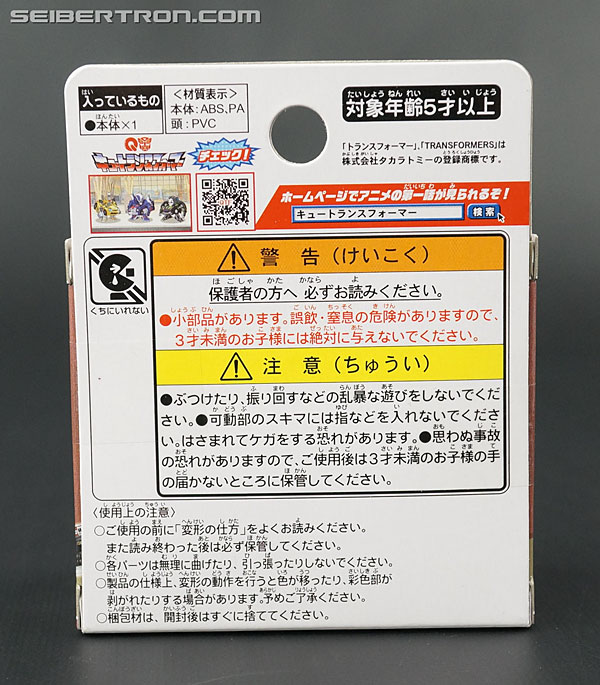 SEIBERTRON.COM
入っているもの
●本体×1
＜材質表示＞
本体：ABS,PA
頭：PVC
対象年齢5才以上
「トランスフォーマー」、「TRANSFORMERS」は
株式会社タカラトミーの登録商標です。
Q
キュートランスフォーマー
チェック！
ホームページでアニメの第一話が見られるぞ！
キュートランスフォーマー 検索
くちにいれない
警 告（けいこく）
保護者の方へ 必ずお読みください。
●小部品があります。誤飲・窒息の危険がありますので、
３才未満のお子様には絶対に与えないでください。
注 意（ちゅうい）
●ぶつけたり、振り回すなどの乱暴な遊びをしないでくだ
さい。●可動部のスキマには指などを入れないでくださ
い。はさまれてケガをする恐れがあります。●思わぬ事故
の恐れがありますので、ご使用後は３才未満のお子様の手
の届かないところに保管してください。
〈使用上の注意〉
○ご使用の前に「変形の仕方」をよくお読みください。
また読み終わった後は必ず保管してください。
○各パーツは無理に曲げたり、引っ張ったりしないでください。
○製品の仕様上、変形の動作を行うと色が移ったり、彩色部が
剥がれたりする場合があります。予めご了承ください。
○梱包材は、開封後はすぐに捨ててください。